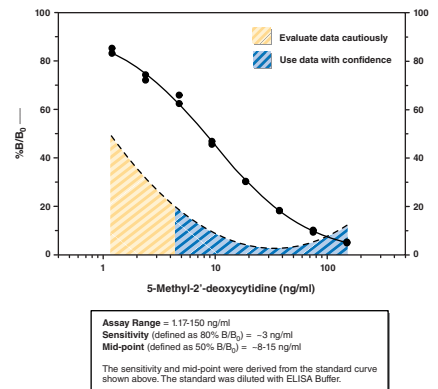 100
100
Evaluate data cautiously
Use data with confidence
80
80
60
60
40
40
20
20
0
0
%B/B0
1
10
100
5-Methyl-2'-deoxycytidine (ng/ml)
Assay Range = 1.17-150 ng/ml
Sensitivity (defined as 80% B/B0) = ~3 ng/ml
Mid-point (defined as 50% B/B0) = ~8-15 ng/ml
The sensitivity and mid-point were derived from the standard curve
shown above. The standard was diluted with ELISA Buffer.